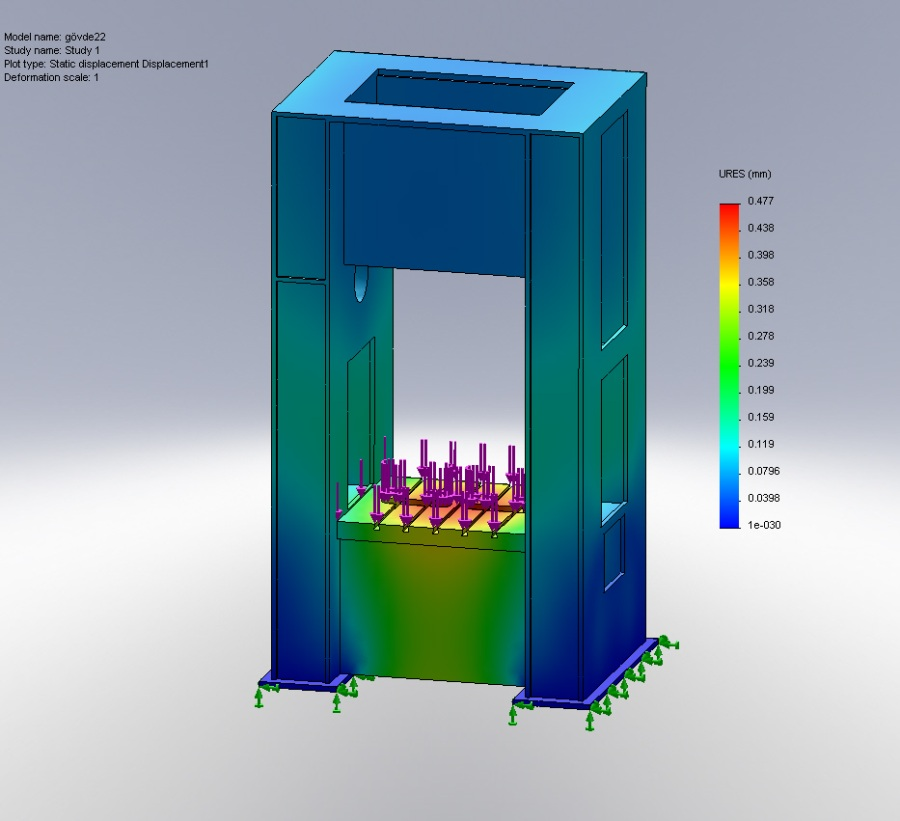 Model name: gövde22
Study name: Study 1
Plot type: Static displacement Displacement1
Deformation scale: 1
URES (mm)
0.477
0.438
0.398
0.358
0.318
0.278
0.239
0.199
0.159
0.119
0.0796
0.0398
1e-030